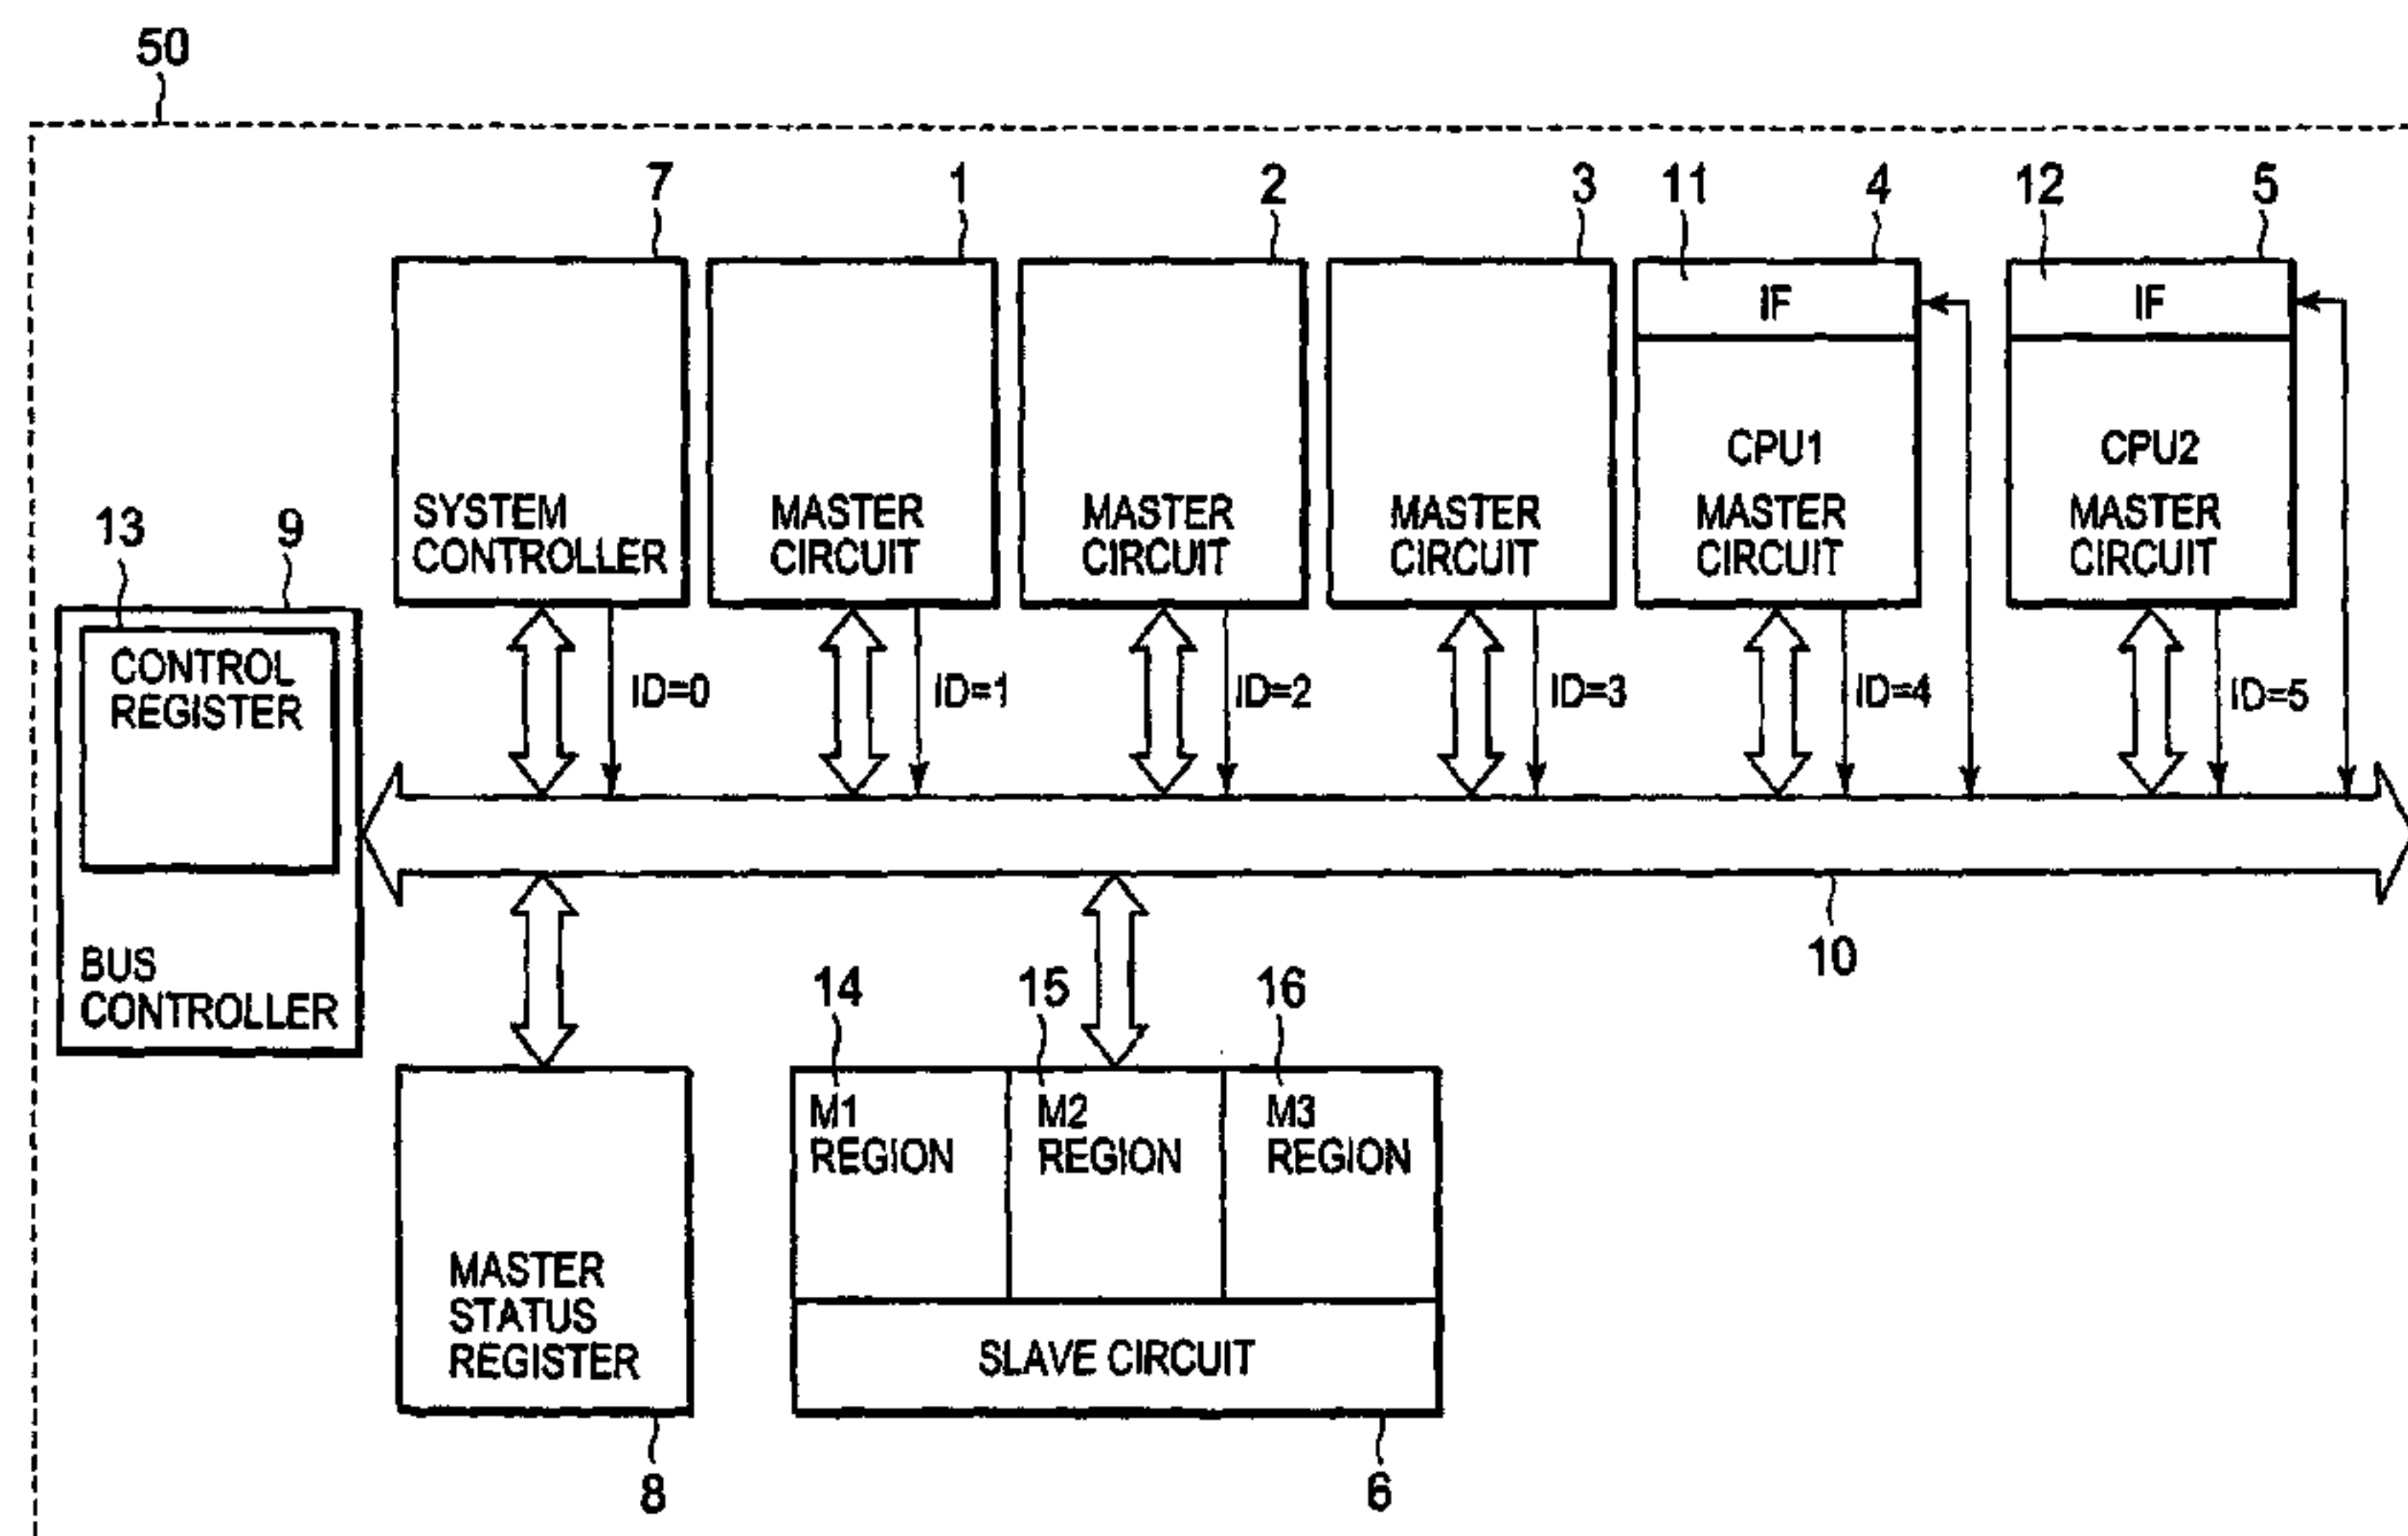 50
7
1
2
3
11
4
12
5
IF
IF
CPU1
CPU2
SYSTEM
CONTROLLER
MASTER
CIRCUIT
MASTER
CIRCUIT
MASTER
CIRCUIT
MASTER
CIRCUIT
MASTER
CIRCUIT
13
9
CONTROL
REGISTER
ID=0
ID=1
ID=2
ID=3
ID=4
ID=5
BUS
CONTROLLER
10
14
15
16
M1
REGION
M2
REGION
M3
REGION
MASTER
STATUS
REGISTER
SLAVE CIRCUIT
8
6